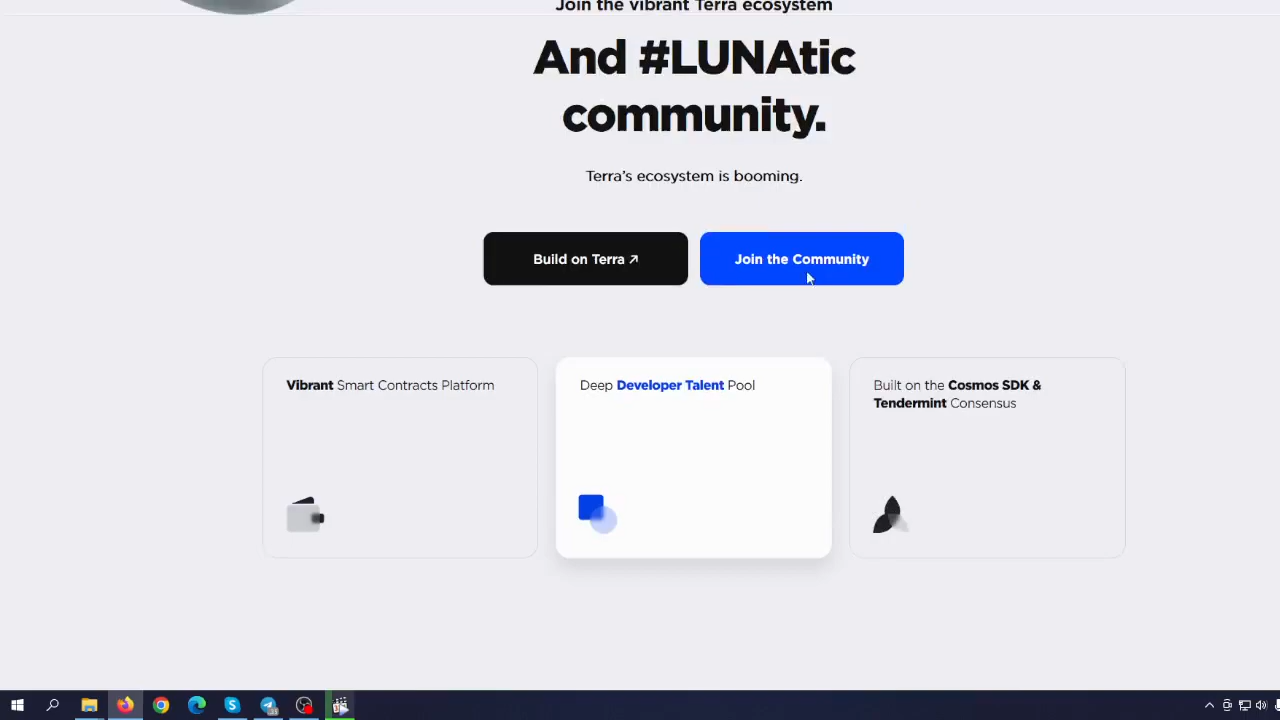 Join the vibrant Terra ecosystem
And #LUNAtic
community.
Terra's ecosystem is booming.
Build on Terra ↗
Join the Community
Vibrant Smart Contracts Platform
Deep Developer Talent Pool
Built on the Cosmos SDK &
Tendermint Consensus